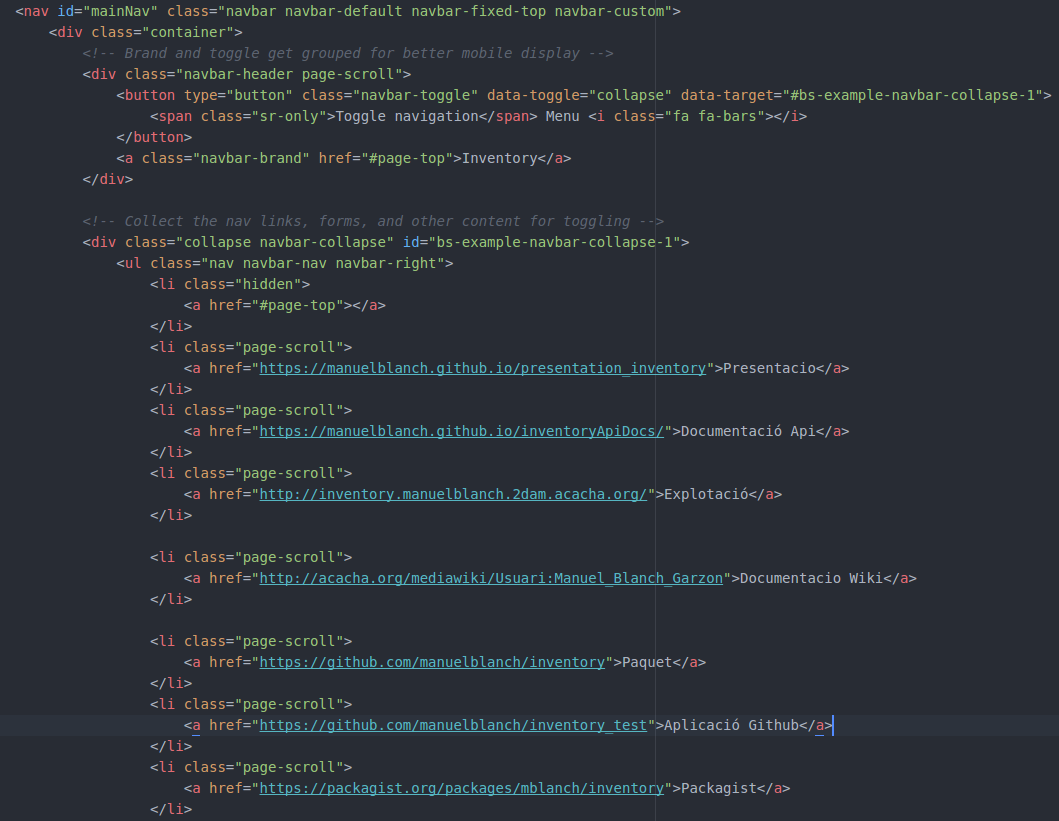 <nav id="mainNav" class="navbar navbar-default navbar-fixed-top navbar-custom">
<div class="container">
<!-- Brand and toggle get grouped for better mobile display -->
<div class="navbar-header page-scroll">
<button type="button" class="navbar-toggle" data-toggle="collapse" data-target="#bs-example-navbar-collapse-1">
<span class="sr-only">Toggle navigation</span> Menu <i class="fa fa-bars"></i>
</button>
<a class="navbar-brand" href="#page-top">Inventory</a>
</div>
<!-- Collect the nav links, forms, and other content for toggling -->
<div class="collapse navbar-collapse" id="bs-example-navbar-collapse-1">
<ul class="nav navbar-nav navbar-right">
<li class="hidden">
<a href="#page-top"></a>
</li>
<li class="page-scroll">
<a href="https://manuelblanch.github.io/presentation_inventory">Presentacio</a>
</li>
<li class="page-scroll">
<a href="https://manuelblanch.github.io/inventoryApiDocs/">Documentació Api</a>
</li>
<li class="page-scroll">
<a href="http://inventory.manuelblanch.2dam.acacha.org/">Explotació</a>
</li>
<li class="page-scroll">
<a href="http://acacha.org/mediawiki/Usuari:Manuel_Blanch_Garzon">Documentacio Wiki</a>
</li>
<li class="page-scroll">
<a href="https://github.com/manuelblanch/inventory">Paquet</a>
</li>
<li class="page-scroll">
<a href="https://github.com/manuelblanch/inventory_test">Aplicació Github</a>
</li>
<li class="page-scroll">
<a href="https://packagist.org/packages/mblanch/inventory">Packagist</a>
</li>